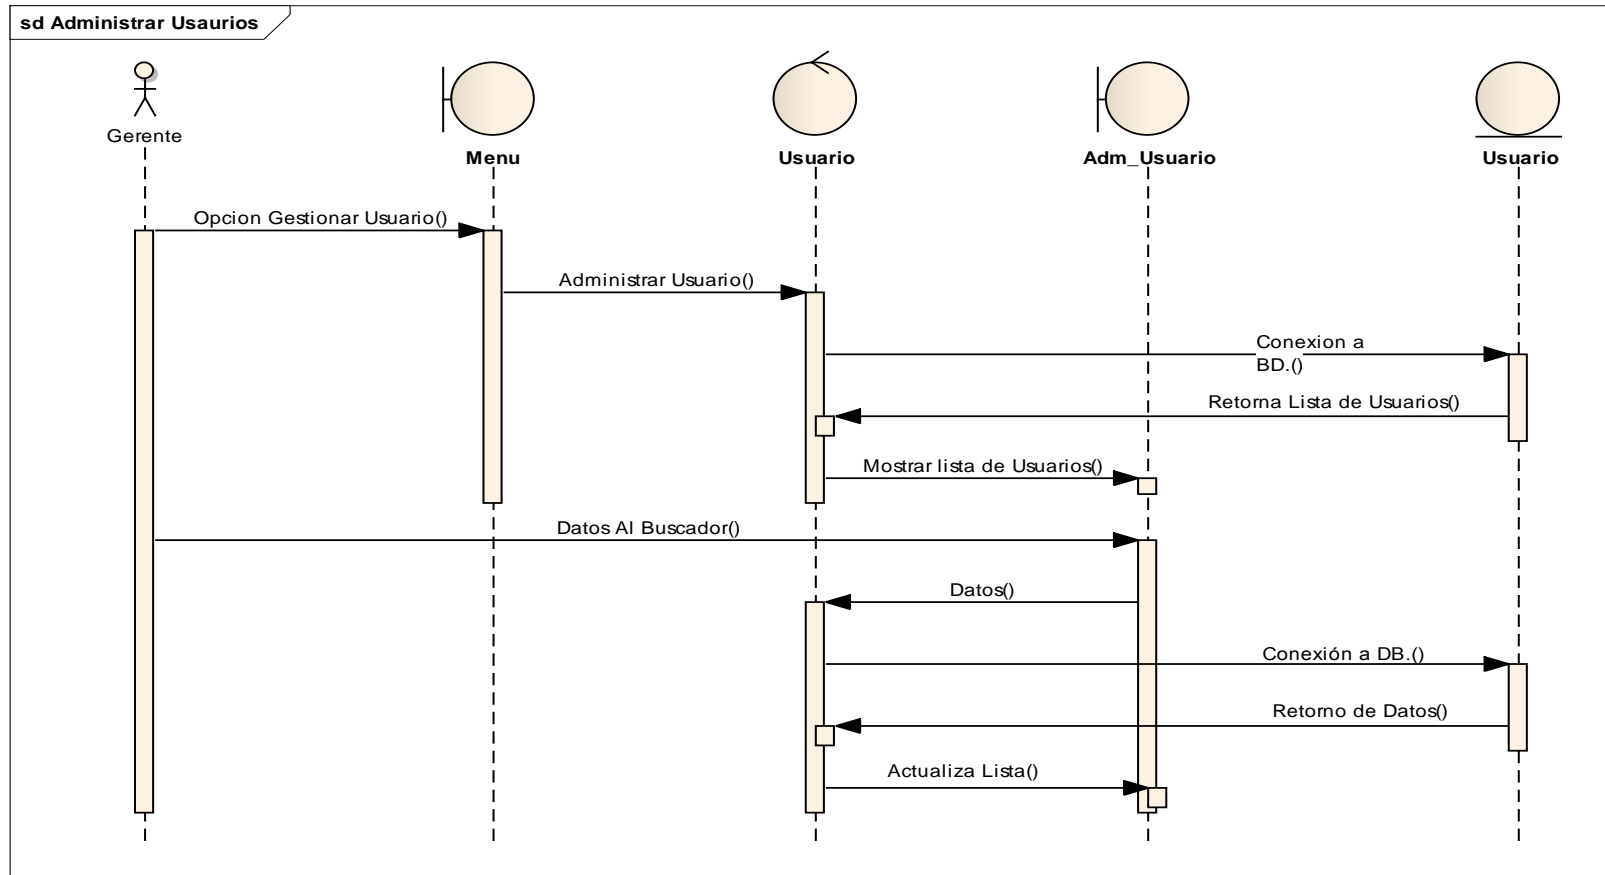 sd Administrar Usaurios
Gerente
Menu
Usuario
Adm_Usuario
Usuario
Opcion Gestionar Usuario()
Administrar Usuario()
Conexion a
BD.()
Retorna Lista de Usuarios()
Mostrar lista de Usuarios()
Datos Al Buscador()
Datos()
Conexión a DB.()
Retorno de Datos()
Actualiza Lista()